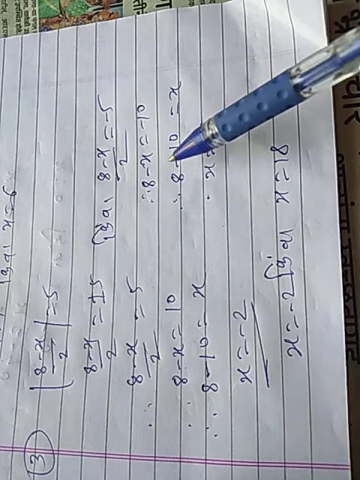 किंवा x=6
③ |8-x/2| = 5
8-x/2 = ±5
8-x/2 = 5 किंवा 8-x/2 = -5
∴ 8-x = 10 ∴ 8-x = -10
∴ 8-10 = x ∴ 8-10 = x
x = -2 ∴ x =
x = -2 किंवा x = 18